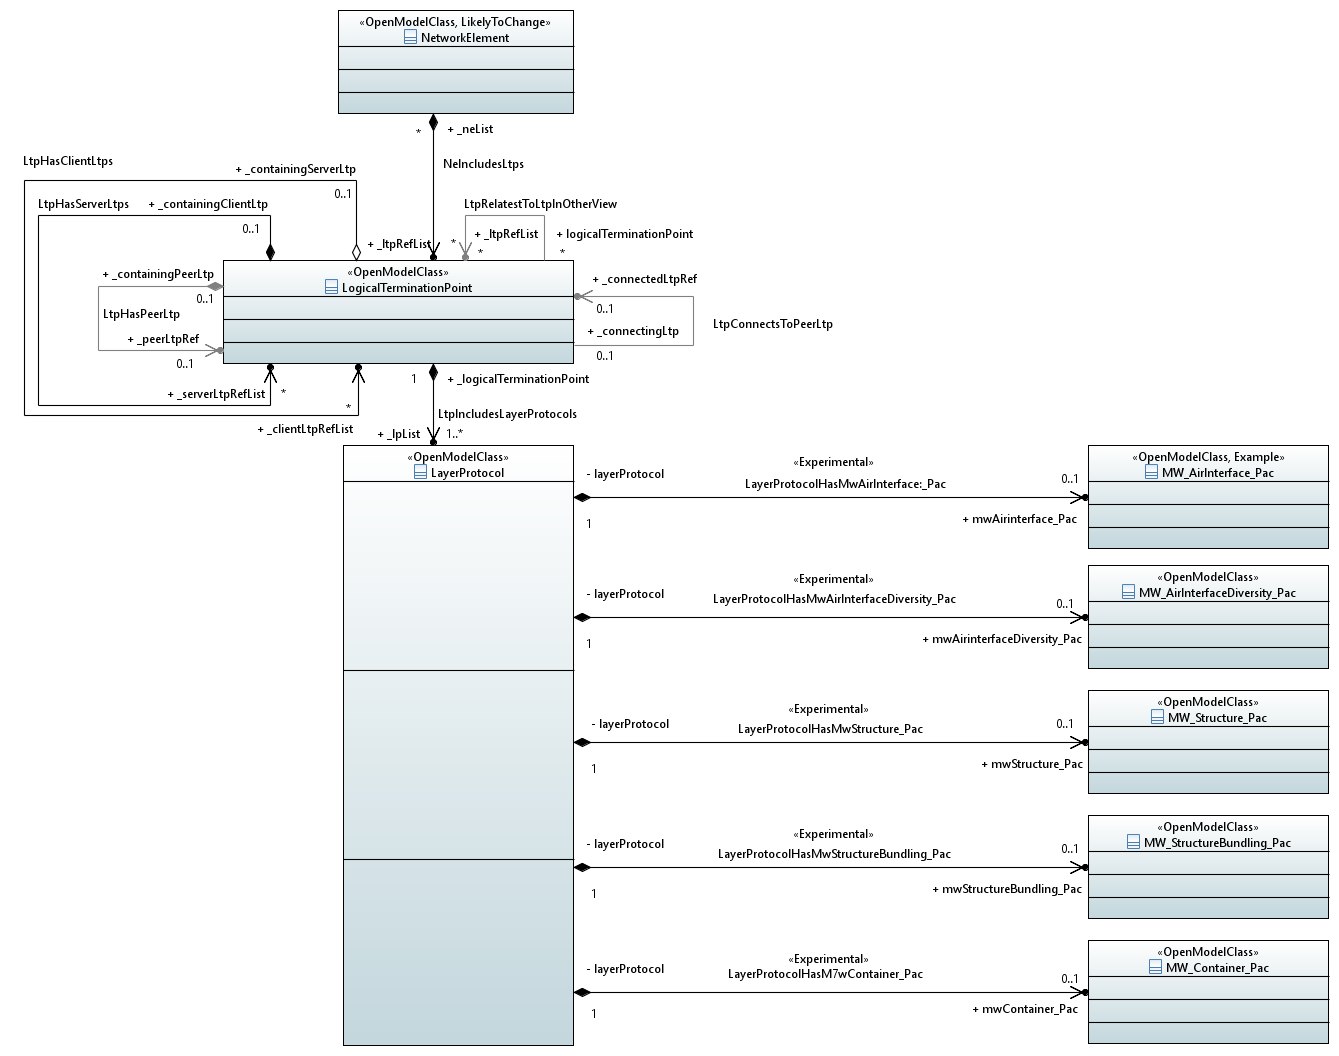 «OpenModelClass, LikelyToChange»
NetworkElement
*
+ _neList
NeIncludesLtps
LtpHasClientLtps
+ _containingServerLtp
0..1
LtpHasServerLtps
+ _containingClientLtp
0..1
LtpRelatestToLtpInOtherView
+ _ltpRefList
*
+ _ltpRefList
*
+ logicalTerminationPoint
*
«OpenModelClass»
LogicalTerminationPoint
+ _containingPeerLtp
0..1
LtpHasPeerLtp
+ _peerLtpRef
0..1
+ _connectedLtpRef
0..1
LtpConnectsToPeerLtp
+ _connectingLtp
0..1
1
+ _logicalTerminationPoint
+ _serverLtpRefList
*
*
+ _clientLtpRefList
LtpIncludesLayerProtocols
+ _lpList
1..*
«OpenModelClass»
LayerProtocol
- layerProtocol
1
«Experimental»
LayerProtocolHasMwAirInterface:_Pac
0..1
+ mwAirinterface_Pac
«OpenModelClass, Example»
MW_AirInterface_Pac
- layerProtocol
1
«Experimental»
LayerProtocolHasMwAirInterfaceDiversity_Pac
0..1
+ mwAirinterfaceDiversity_Pac
«OpenModelClass»
MW_AirInterfaceDiversity_Pac
- layerProtocol
1
«Experimental»
LayerProtocolHasMwStructure_Pac
0..1
+ mwStructure_Pac
«OpenModelClass»
MW_Structure_Pac
- layerProtocol
1
«Experimental»
LayerProtocolHasMwStructureBundling_Pac
0..1
+ mwStructureBundling_Pac
«OpenModelClass»
MW_StructureBundling_Pac
- layerProtocol
1
«Experimental»
LayerProtocolHasM7wContainer_Pac
0..1
+ mwContainer_Pac
«OpenModelClass»
MW_Container_Pac